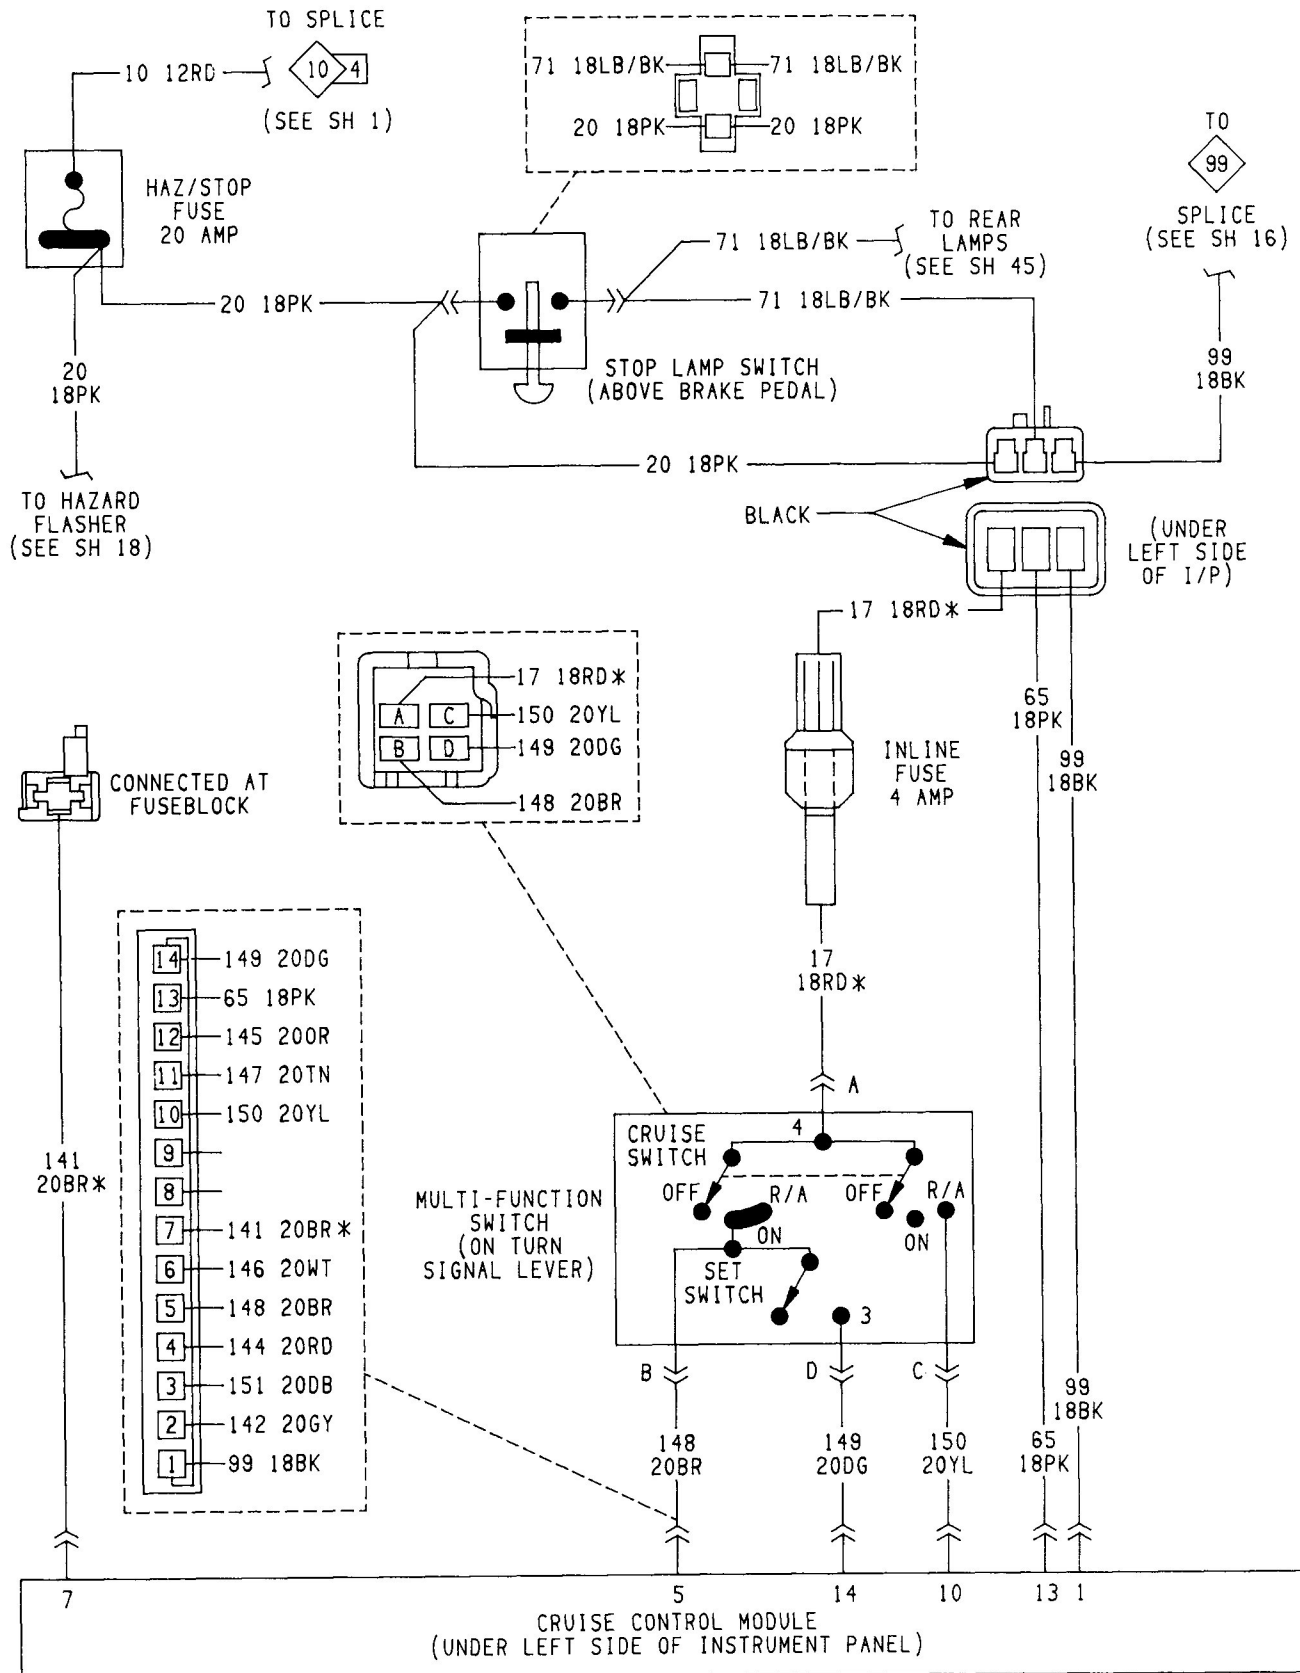 TO SPLICE
10 12RD
10 4
(SEE SH 1)
71 18LB/BK 71 18LB/BK
20 18PK 20 18PK
TO
99
SPLICE
(SEE SH 16)
HAZ/STOP
FUSE
20 AMP
71 18LB/BK
TO REAR
LAMPS
(SEE SH 45)
20 18PK
71 18LB/BK
STOP LAMP SWITCH
(ABOVE BRAKE PEDAL)
99
18BK
20
18PK
20 18PK
TO HAZARD
FLASHER
(SEE SH 18)
BLACK
(UNDER
LEFT SIDE
OF I/P)
17 18RD*
A C
B D
17 18RD*
150 20YL
149 20DG
148 20BR
65
18PK
99
18BK
INLINE
FUSE
4 AMP
CONNECTED AT
FUSEBLOCK
17
18RD*
14 149 20DG
13 65 18PK
12 145 20OR
11 147 20TN
10 150 20YL
9
8
7 141 20BR*
6 146 20WT
5 148 20BR
4 144 20RD
3 151 20DB
2 142 20GY
1 99 18BK
141
20BR*
A
4
CRUISE
SWITCH
OFF R/A
ON
OFF R/A
ON
MULTI-FUNCTION
SWITCH
(ON TURN
SIGNAL LEVER)
SET
SWITCH
3
B D C
148
20BR
149
20DG
150
20YL
65
18PK
99
18BK
7 5 14 10 13 1
CRUISE CONTROL MODULE
(UNDER LEFT SIDE OF INSTRUMENT PANEL)